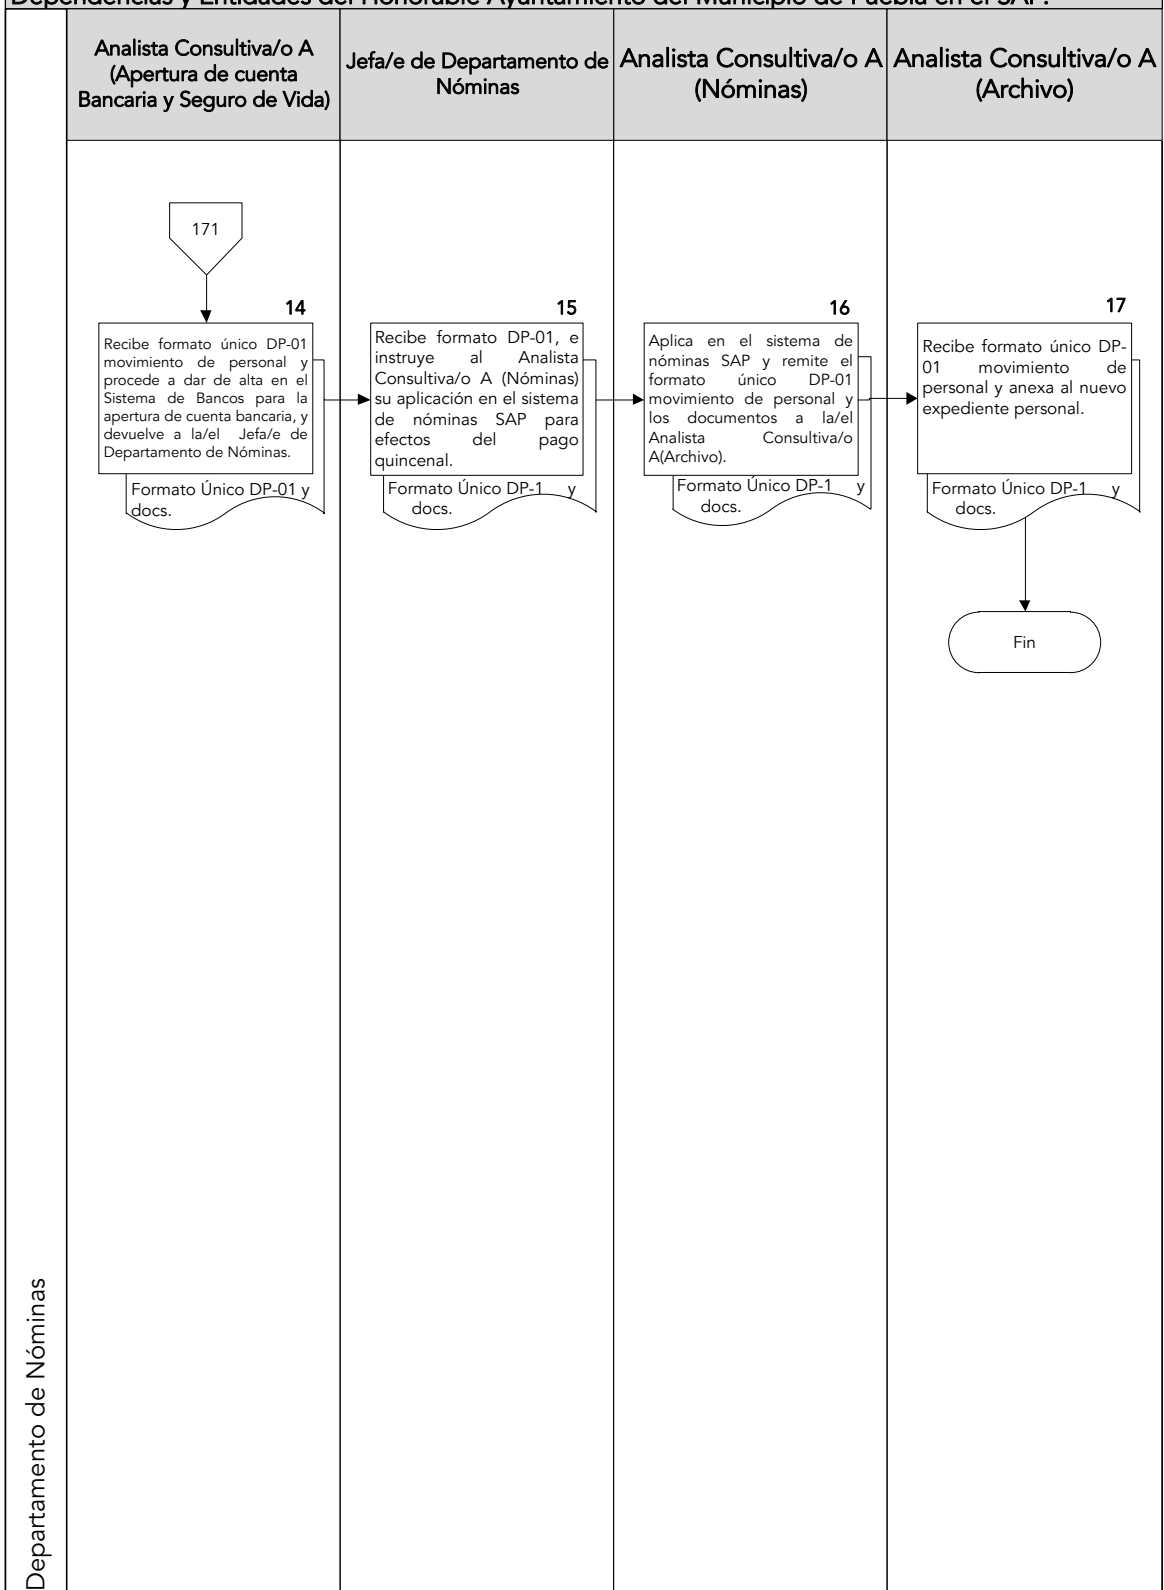 Dependencias y Entidades del Honorable Ayuntamiento del Municipio de Puebla en el SAP.
Analista Consultiva/o A
(Apertura de cuenta
Bancaria y Seguro de Vida)
Jefa/e de Departamento de
Nóminas
Analista Consultiva/o A
(Nóminas)
Analista Consultiva/o A
(Archivo)
171
14
Recibe formato único DP-01
movimiento de personal y
procede a dar de alta en el
Sistema de Bancos para la
apertura de cuenta bancaria, y
devuelve a la/el Jefa/e de
Departamento de Nóminas.
Formato Único DP-01 y
docs.
15
Recibe formato DP-01, e
instruye al Analista
Consultiva/o A (Nóminas)
su aplicación en el sistema
de nóminas SAP para
efectos del pago
quincenal.
Formato Único DP-1 y
docs.
16
Aplica en el sistema de
nóminas SAP y remite el
formato único DP-01
movimiento de personal y
los documentos a la/el
Analista Consultiva/o
A(Archivo).
Formato Único DP-1 y
docs.
17
Recibe formato único DP-
01 movimiento de
personal y anexa al nuevo
expediente personal.
Formato Único DP-1 y
docs.
Fin
Departamento de Nóminas